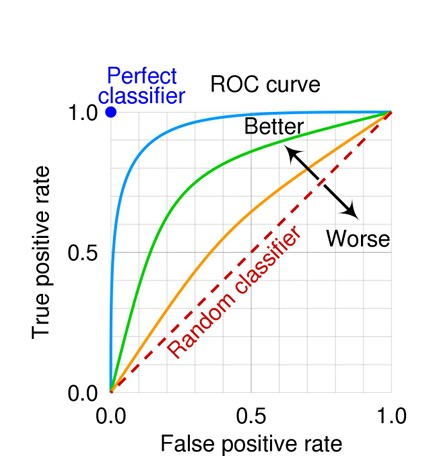 Perfect
classifier
ROC curve
1.0
Better
True positive rate
0.5
Worse
Random classifier
0.0
0.0
0.5
1.0
False positive rate